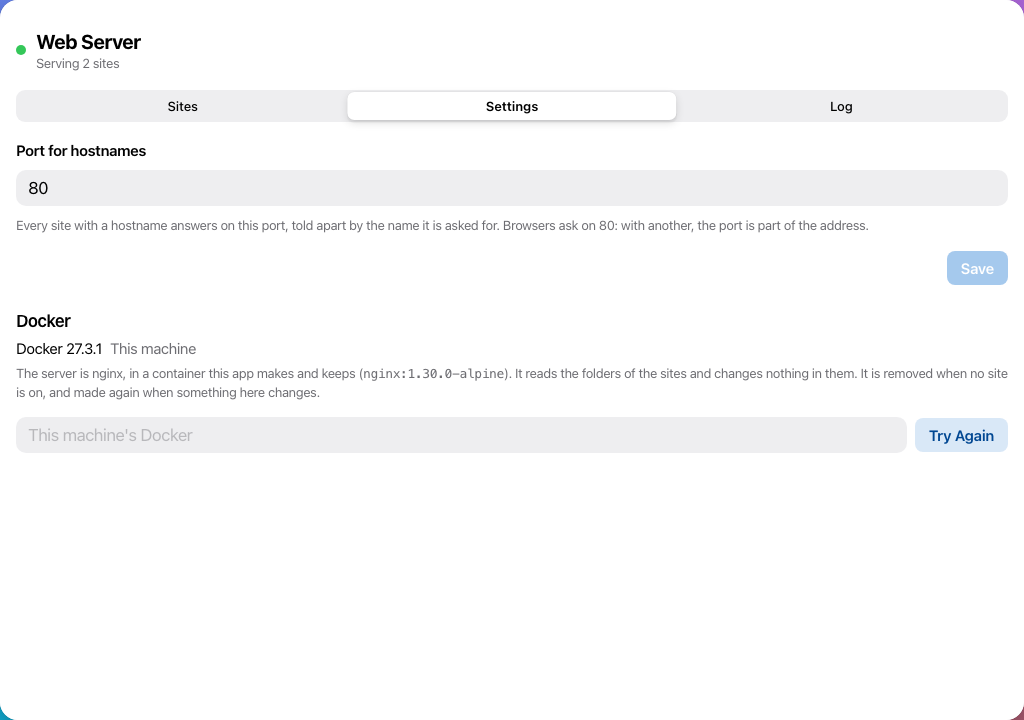 Web Server
Serving 2 sites
Sites
Settings
Log
Port for hostnames
80
Every site with a hostname answers on this port, told apart by the name it is asked for. Browsers ask on 80: with another, the port is part of the address.
Save
Docker
Docker 27.3.1 This machine
The server is nginx, in a container this app makes and keeps (nginx:1.30.0-alpine). It reads the folders of the sites and changes nothing in them. It is removed when no site
is on, and made again when something here changes.
This machine's Docker
Try Again